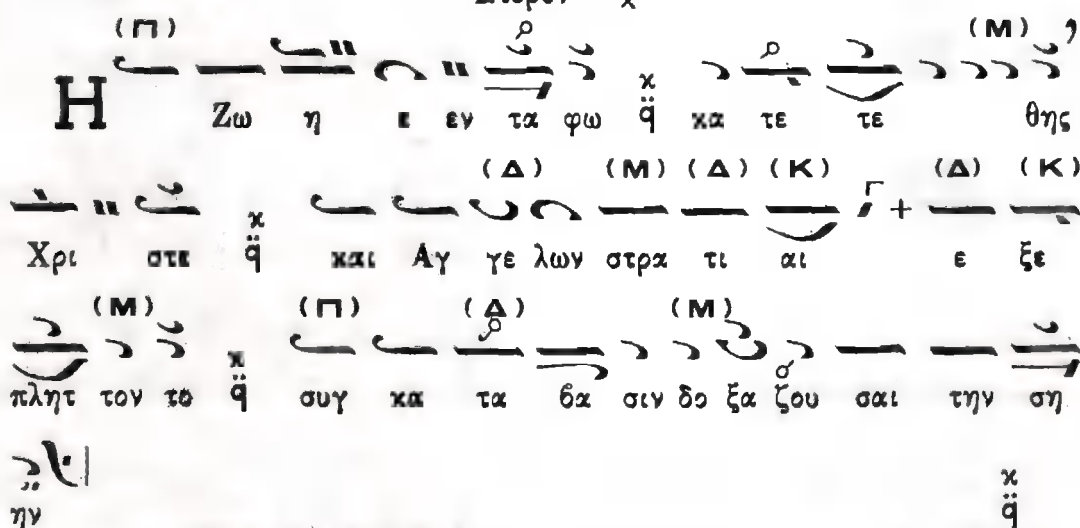 (Π) (Μ)
Η Ζω η ε εν τα φω κα τε τε θης
(Δ) (Μ) (Δ) (Κ) (Δ) (Κ)
Χρι στε και Αγ γε λων στρα τι αι ε ξε
(Μ) (Π) (Δ) (Μ)
πλητ τον το συγ κα τα βα σιν δο ξα ζου σαι την ση
ην